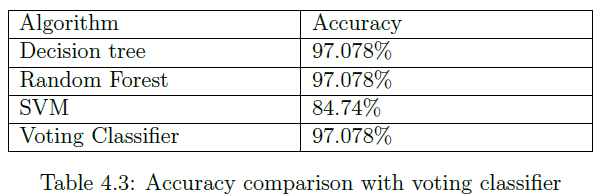 Algorithm Accuracy
Decision tree 97.078%
Random Forest 97.078%
SVM 84.74%
Voting Classifier 97.078%
Table 4.3: Accuracy comparison with voting classifier